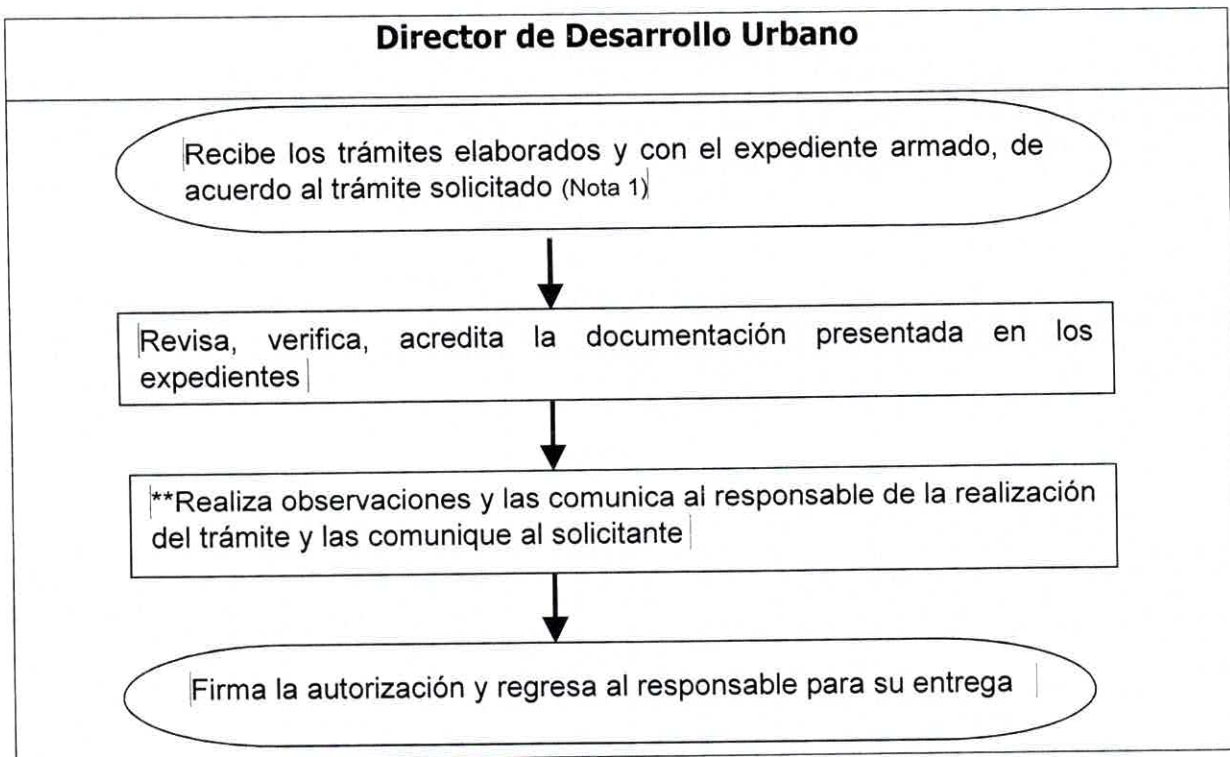 Director de Desarrollo Urbano
Recibe los trámites elaborados y con el expediente armado, de
acuerdo al trámite solicitado (Nota 1)
Revisa, verifica, acredita la documentación presentada en los
expedientes
**Realiza observaciones y las comunica al responsable de la realización
del trámite y las comunique al solicitante
Firma la autorización y regresa al responsable para su entrega